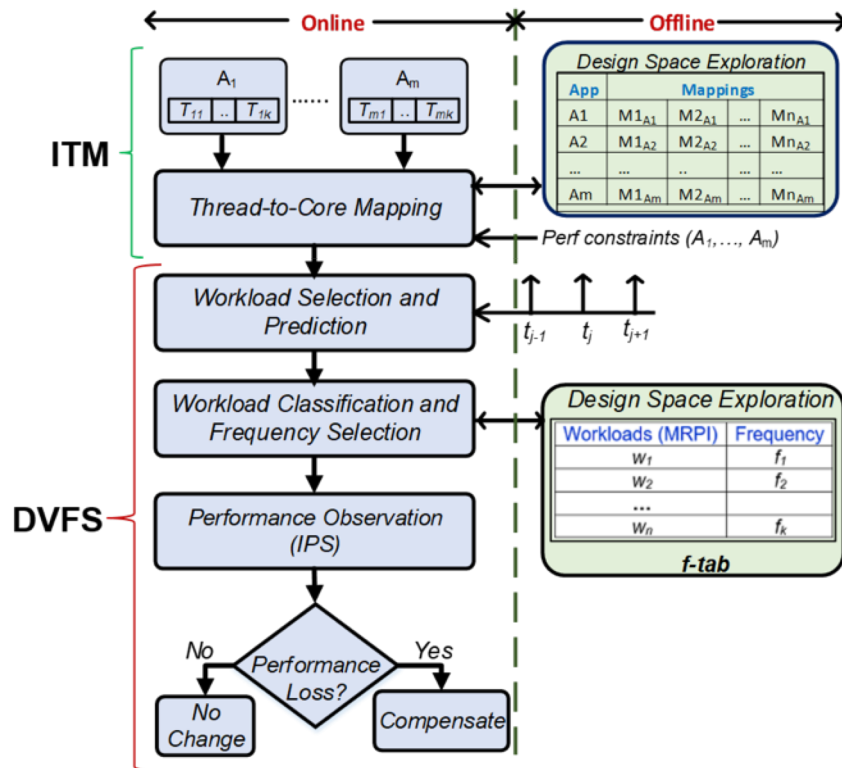 Online Offline
ITM
A1 ...... Am
T11 .. T1k
Tm1 .. Tmk
Thread-to-Core Mapping
Design Space Exploration
App Mappings
A1 M1A1 M2A1 ... MnA1
A2 M1A2 M2A2 ... MnA2
... ... .. ... ...
Am M1Am M2Am ... MnAm
Perf constraints (A1,..., Am)
DVFS
Workload Selection and
Prediction
tj-1 tj tj+1
Workload Classification and
Frequency Selection
Design Space Exploration
Workloads (MRPI) Frequency
w1 f1
w2 f2
...
wn fk
f-tab
Performance Observation
(IPS)
Performance
Loss?
No
Yes
No
Change
Compensate